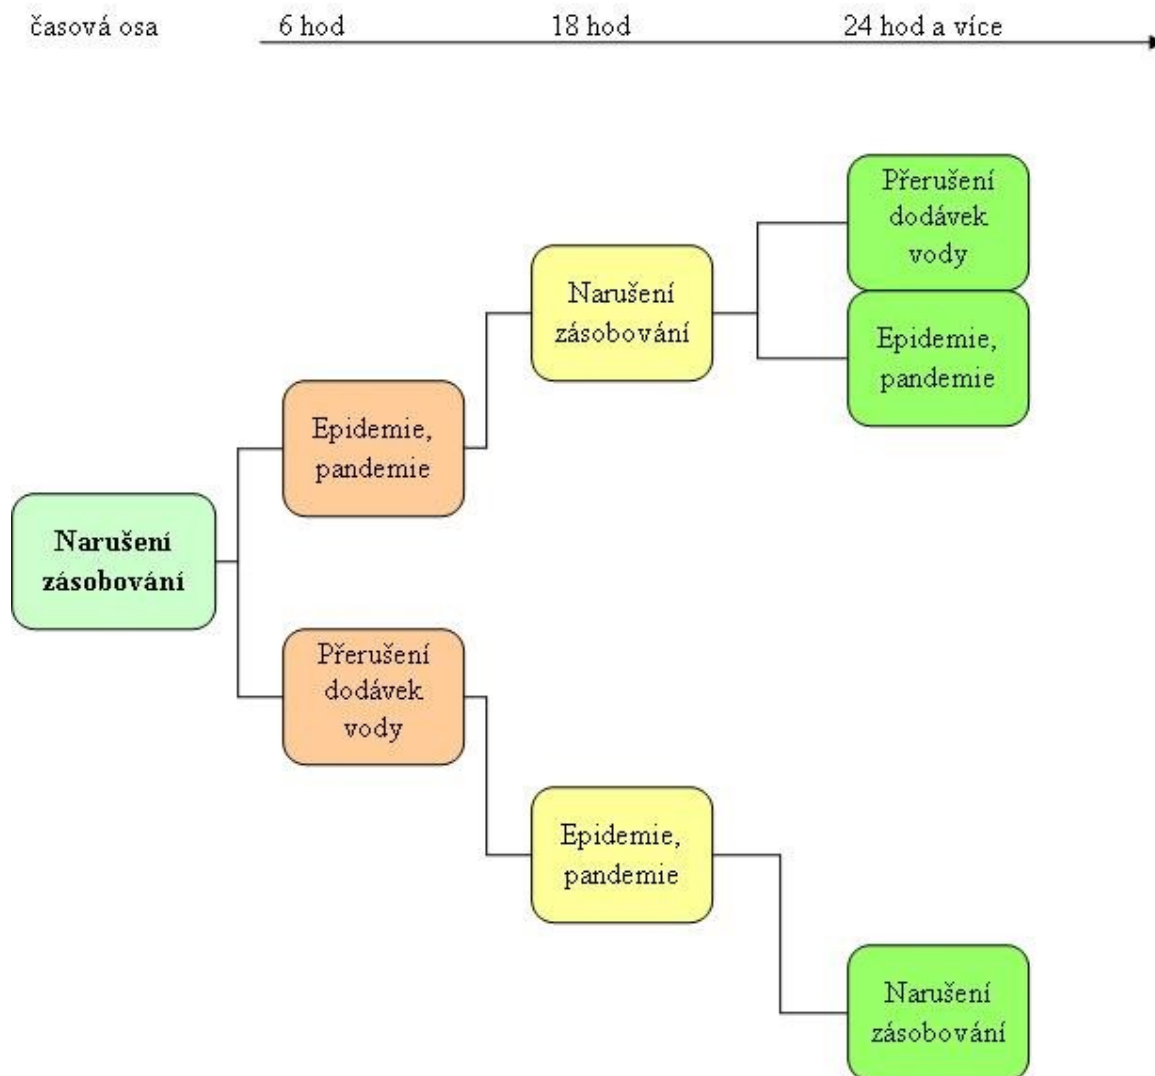 časová osa 6 hod 18 hod 24 hod a více
Přerušení
dodávek
vody
Narušení
zásobování
Epidemie,
pandemie
Epidemie,
pandemie
Narušení
zásobování
Přerušení
dodávek
vody
Epidemie,
pandemie
Narušení
zásobování